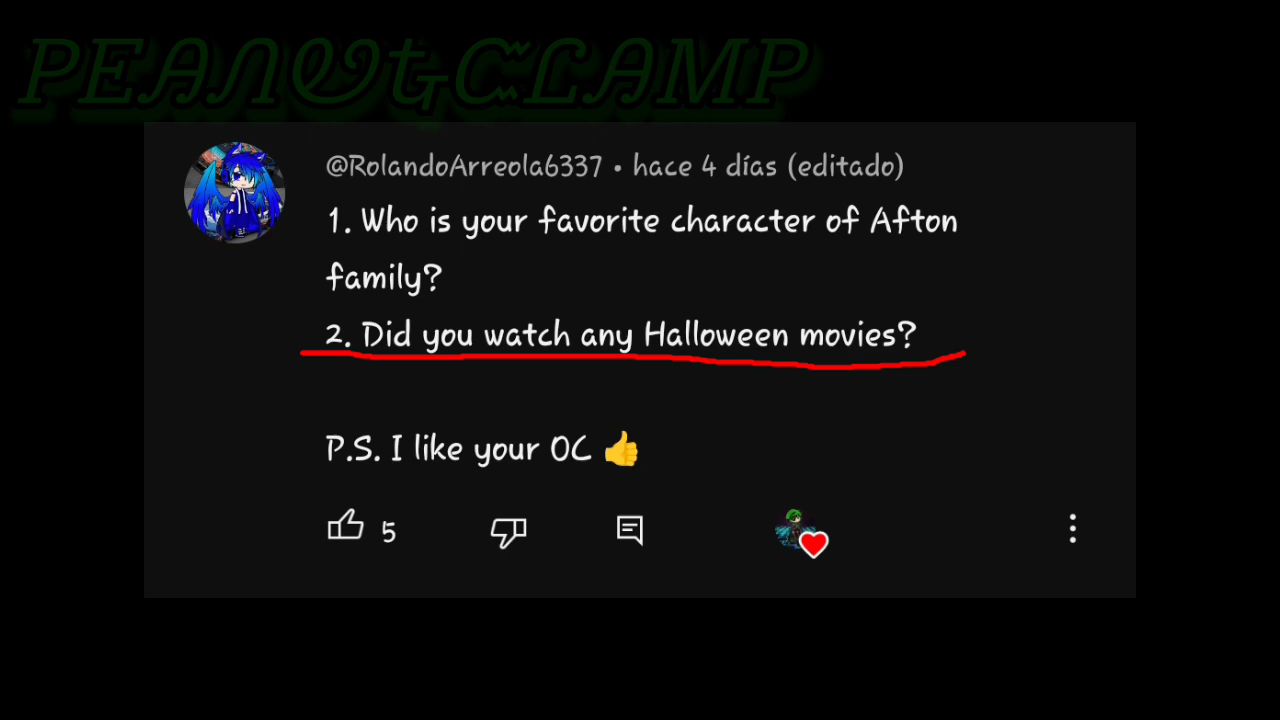 PEANUTCLAMP
@RolandoArreola6337 • hace 4 días (editado)
1. Who is your favorite character of Afton
family?
2. Did you watch any Halloween movies?
P.S. I like your OC 👍
5